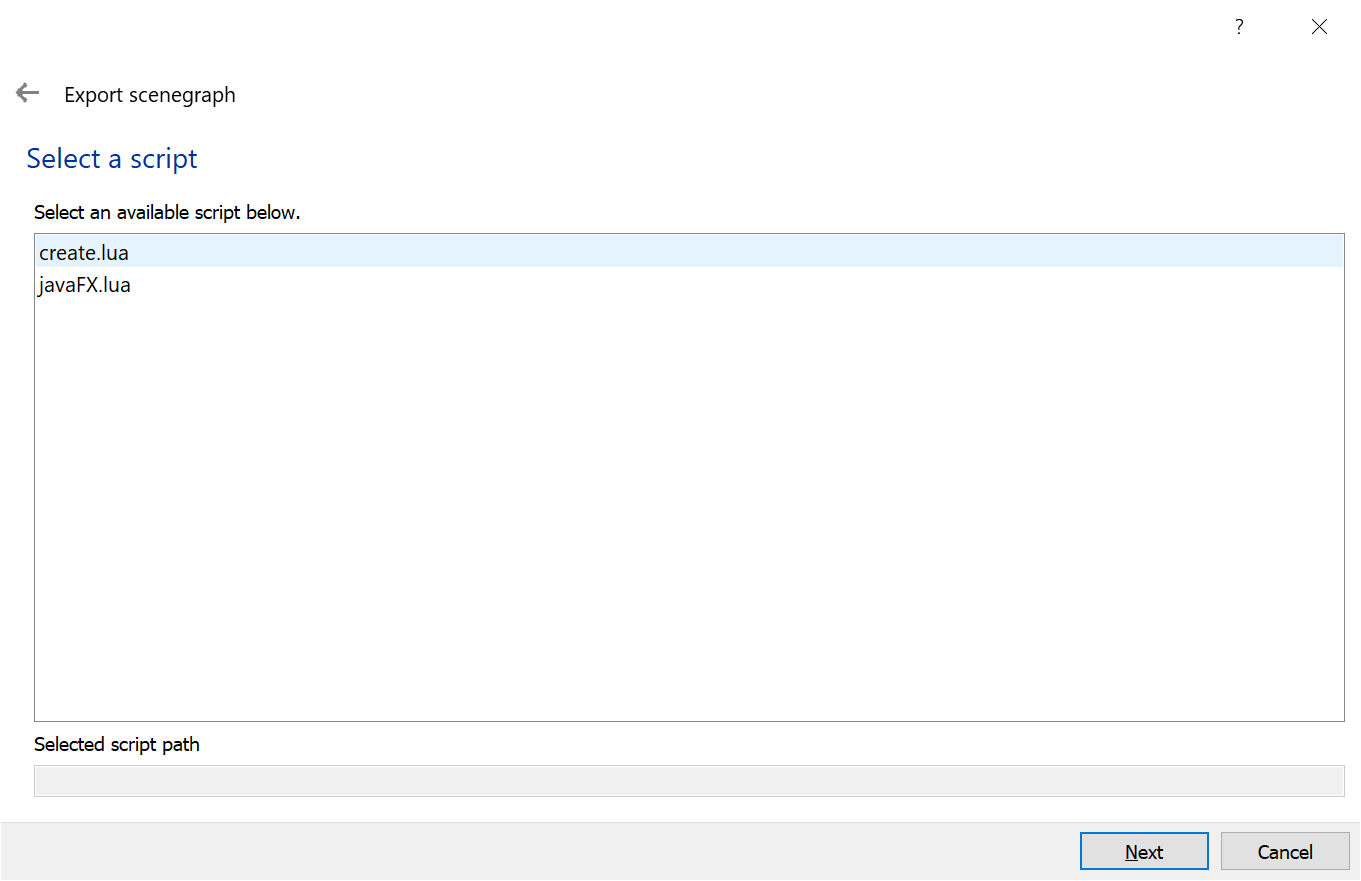 ?
Export scenegraph
Select a script
Select an available script below.
create.lua
javaFX.lua
Selected script path
Next
Cancel